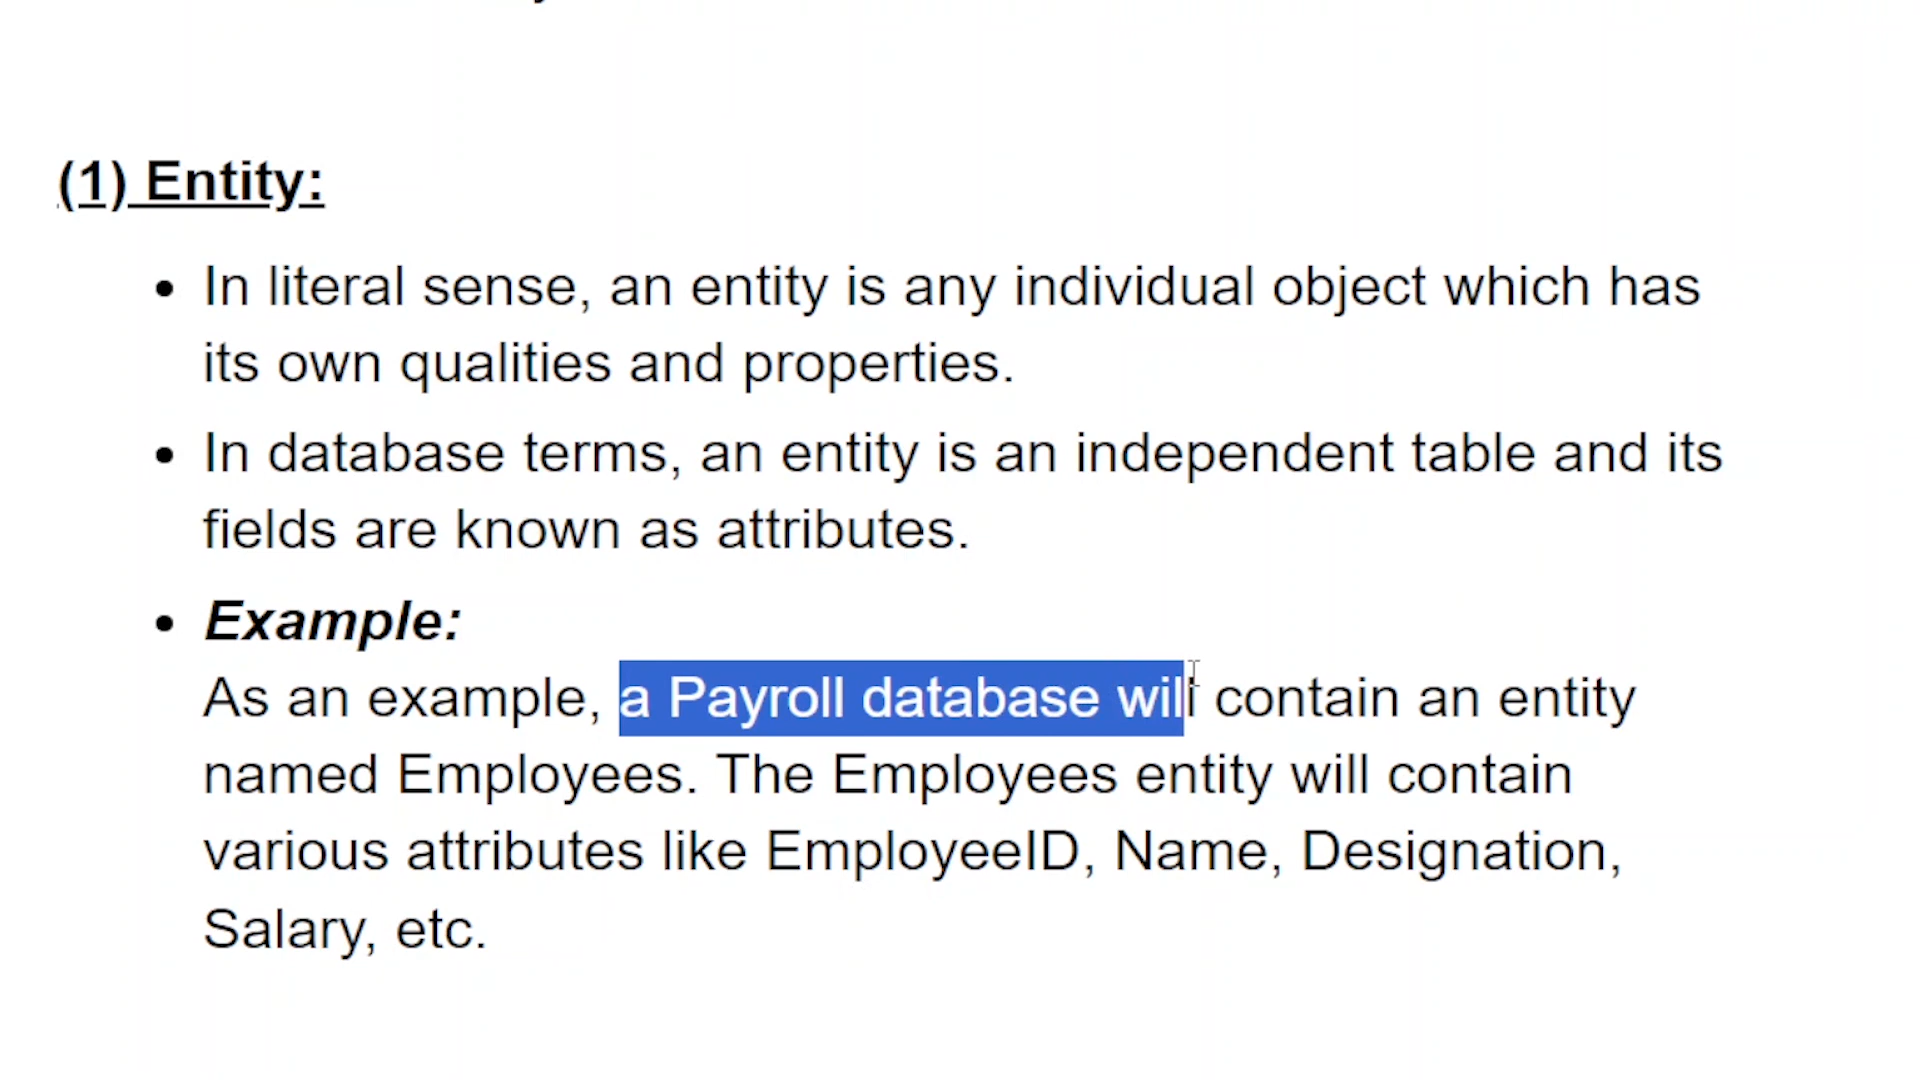 (1) Entity:
• In literal sense, an entity is any individual object which has
its own qualities and properties.
• In database terms, an entity is an independent table and its
fields are known as attributes.
• Example:
As an example, a Payroll database will contain an entity
named Employees. The Employees entity will contain
various attributes like EmployeeID, Name, Designation,
Salary, etc.